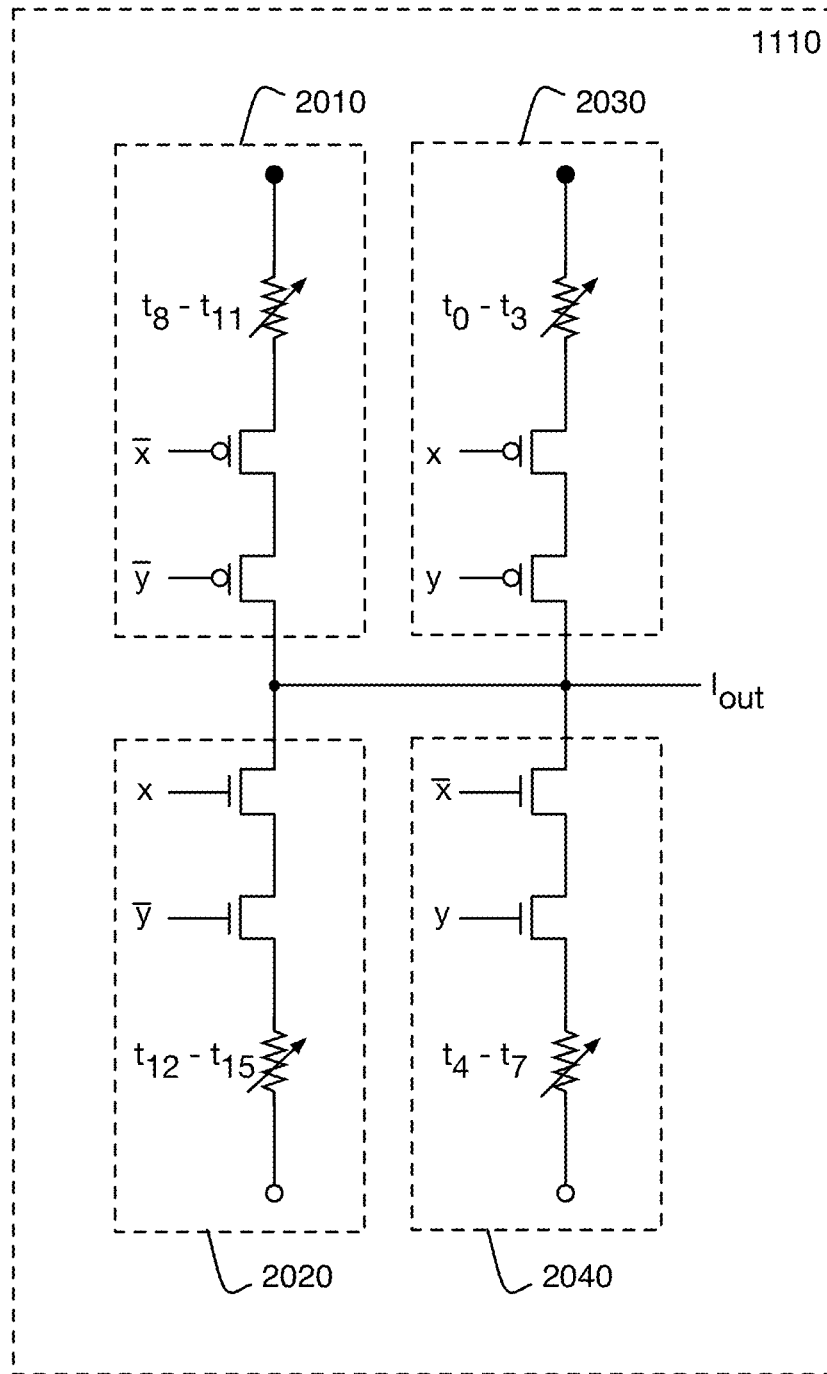 1110
2010
2030
t8 - t11
t0 - t3
x̅
x
y̅
y
Iout
x
x̅
y̅
y
t12 - t15
t4 - t7
2020
2040